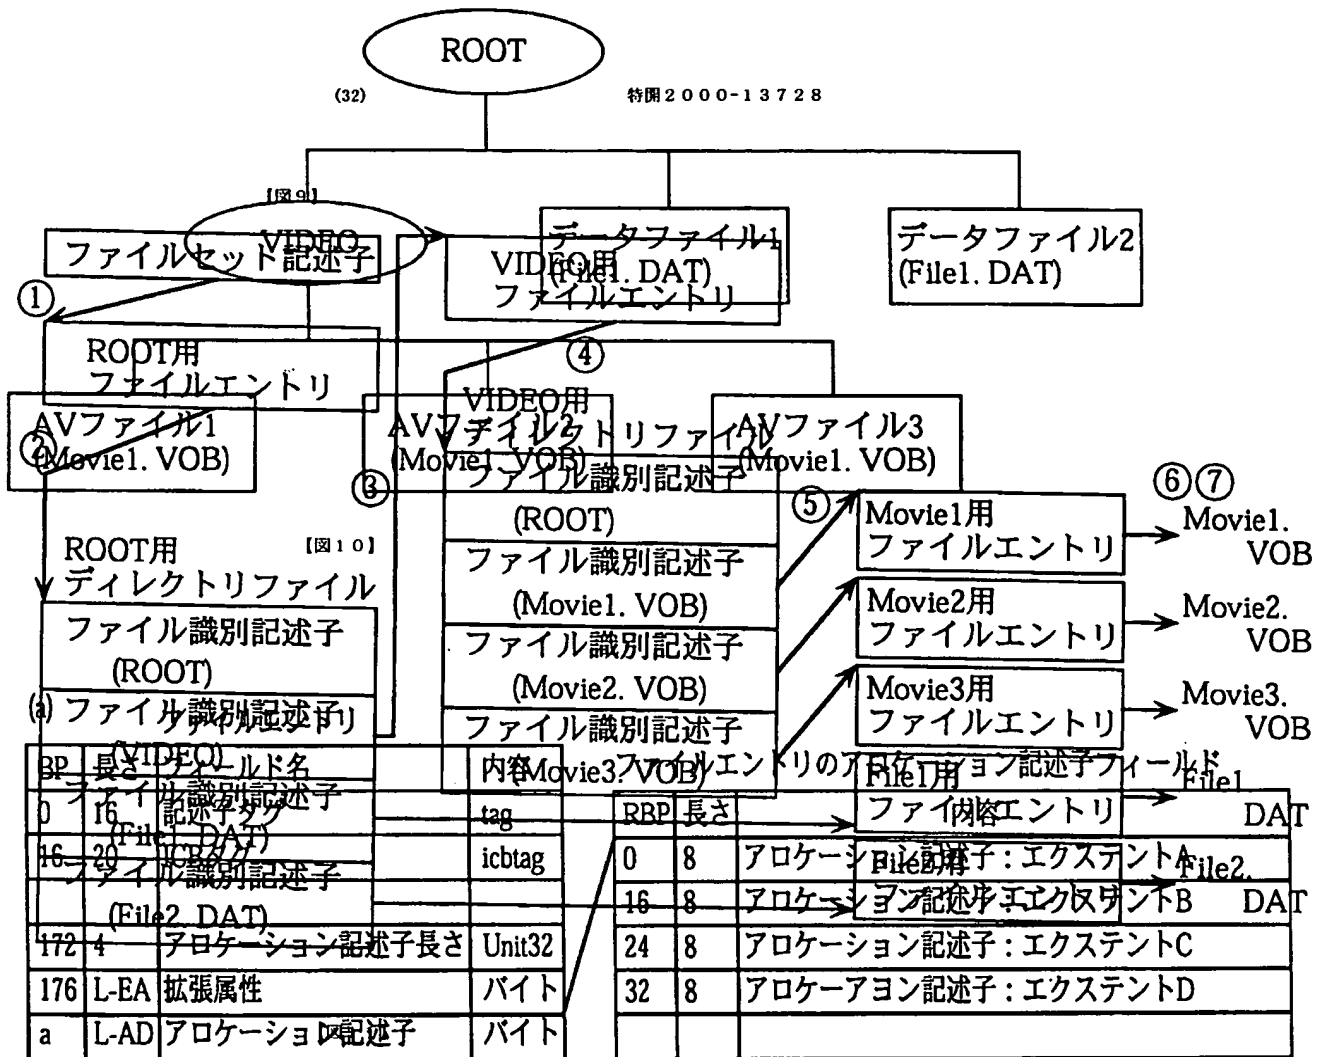 ROOT
(32)
特開2000-13728
【図9】
VIDEO
データファイル1
(File1. DAT)
データファイル2
(File1. DAT)
ファイルセット記述子
VIDEO用
ファイルエントリ
①
ROOT用
ファイルエントリ
④
AVファイル1
(Movie1. VOB)
②
AVファイル2
(Movie1. VOB)
③
AVファイル3
(Movie1. VOB)
VIDEO用
ディレクトリファイル
ファイル識別記述子
(ROOT)
ファイル識別記述子
(Movie1. VOB)
ファイル識別記述子
(Movie2. VOB)
ファイル識別記述子
(Movie3. VOB)
⑤
⑥⑦
Movie1用
ファイルエントリ
Movie1.
VOB
Movie2用
ファイルエントリ
Movie2.
VOB
Movie3用
ファイルエントリ
Movie3.
VOB
File1用
ファイルエントリ
File1
DAT
File2用
ファイルエントリ
File2.
DAT
【図10】
ROOT用
ディレクトリファイル
ファイル識別記述子
(ROOT)
ファイル識別記述子
(VIDEO)
ファイル識別記述子
(File1. DAT)
ファイル識別記述子
(File2. DAT)
(a)
ファイルエントリ
BP 長さ フィールド名 内容
0 16 記述子タグ tag
16 20 ICBタグ icbtag
172 4 アロケーション記述子長さ Unit32
176 L-EA 拡張属性 バイト
a L-AD アロケーション記述子 バイト
ファイルエントリのアロケーション記述子フィールド
RBP 長さ 内容
0 8 アロケーション記述子：エクステントA
16 8 アロケーション記述子：エクステントB
24 8 アロケーション記述子：エクステントC
32 8 アロケーアヨン記述子：エクステントD